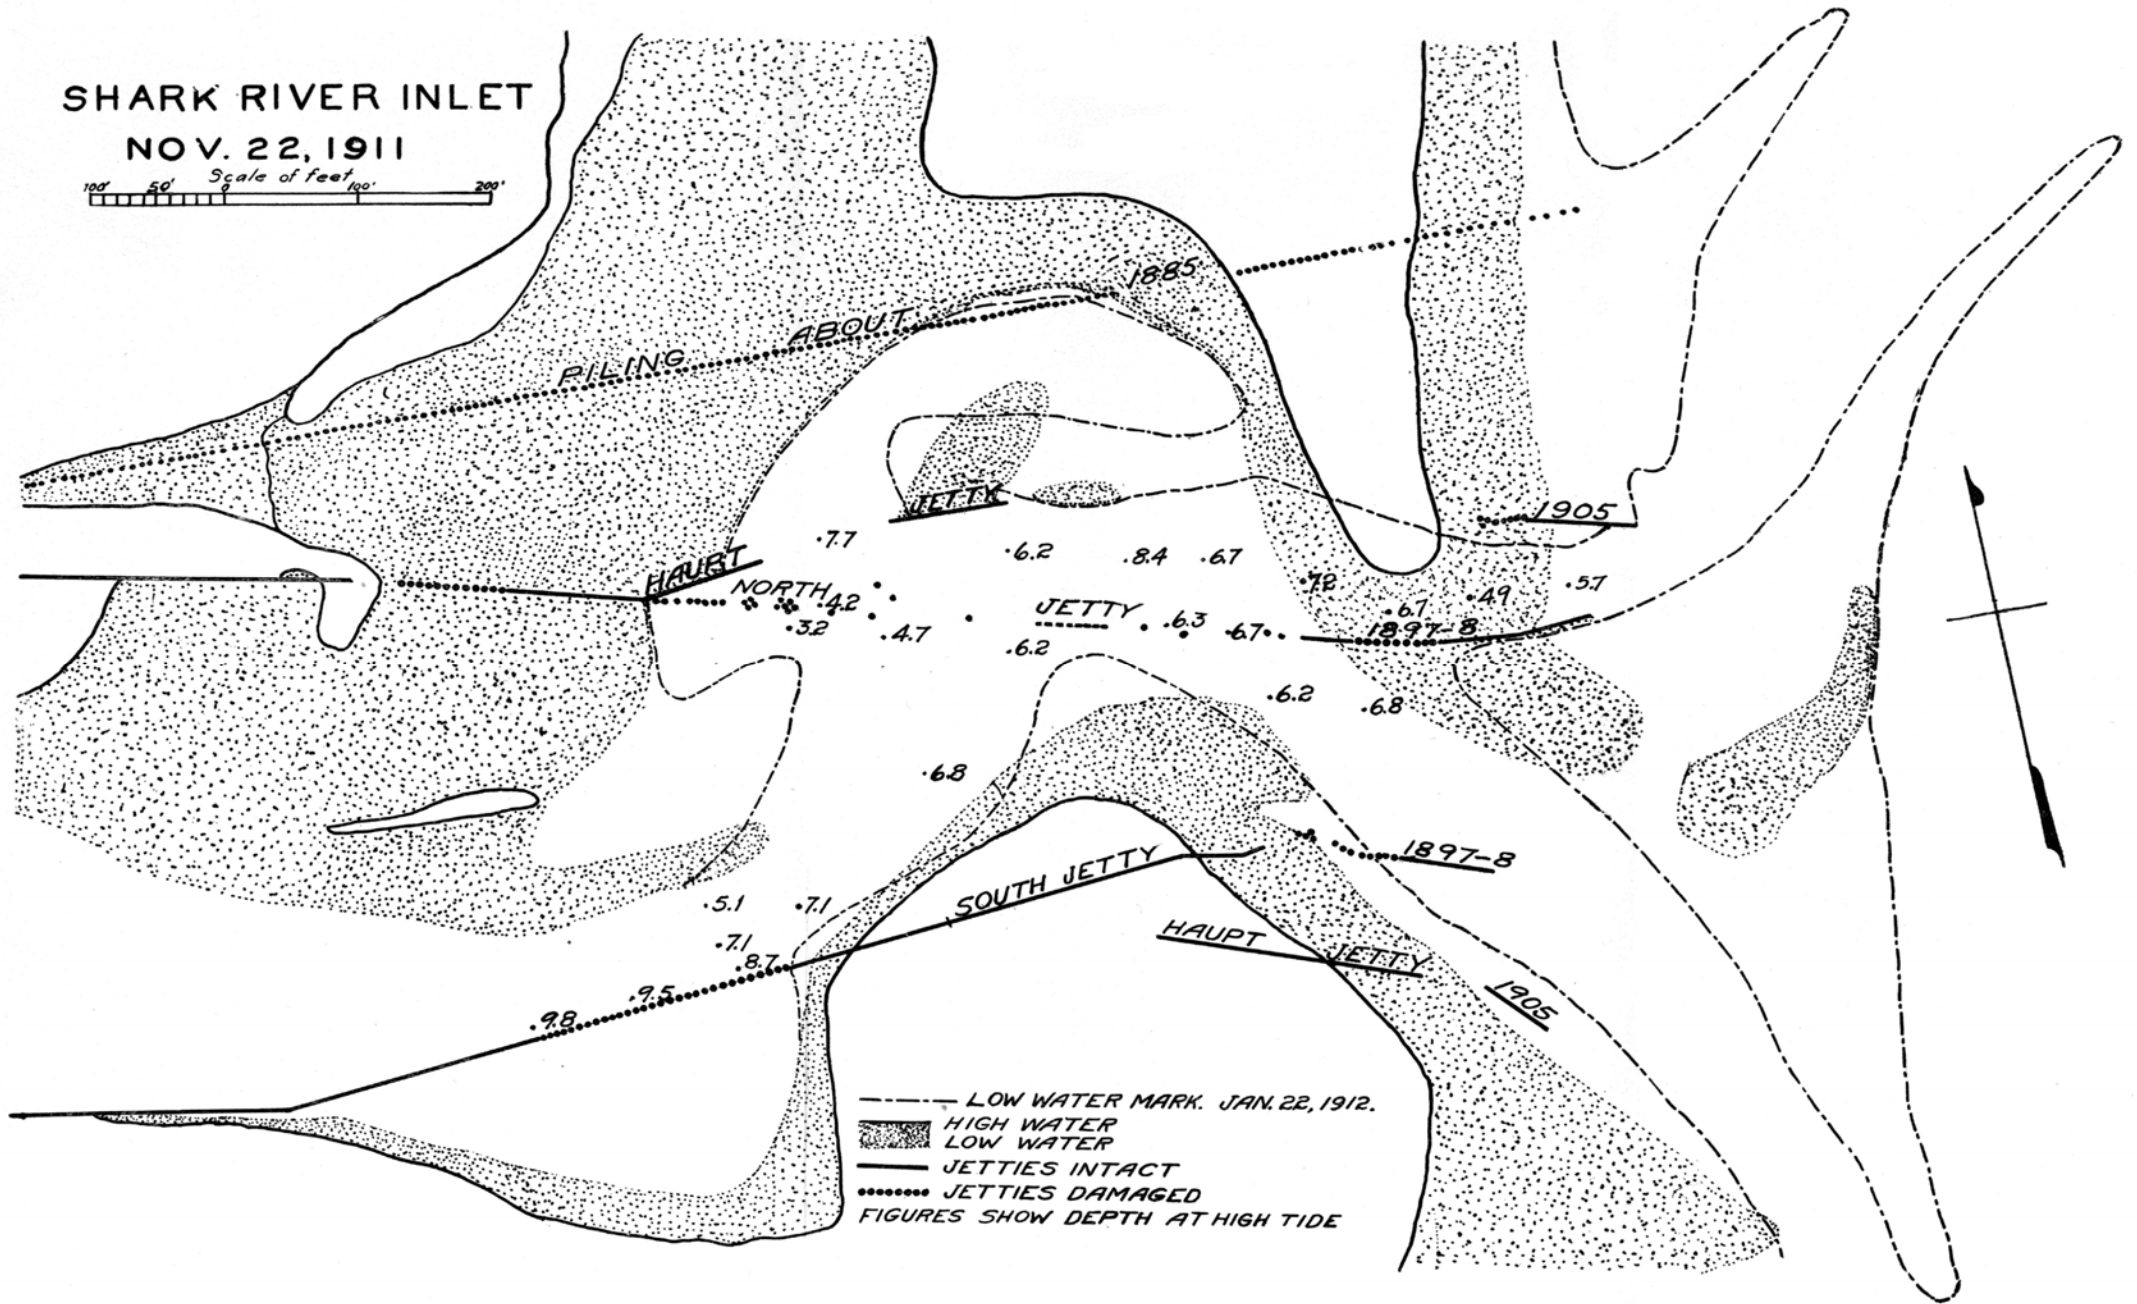 SHARK RIVER INLET
NOV. 22, 1911
Scale of feet
100' 50' 0 100' 200'
PILING ABOUT 1885
JETTY
HAUPT
1905
.7.7
.6.2
.8.4
.6.7
.7.2
.5.7
NORTH
.4.2
JETTY
.6.3
.6.7
.4.9
1897-8
.3.2
.4.7
.6.2
6.7
.6.2
.6.8
.6.8
1897-8
SOUTH JETTY
.5.1
.7.1
.7.1
.8.7
HAUPT JETTY
.9.5
.9.8
1905
LOW WATER MARK. JAN. 22, 1912.
HIGH WATER
LOW WATER
JETTIES INTACT
JETTIES DAMAGED
FIGURES SHOW DEPTH AT HIGH TIDE